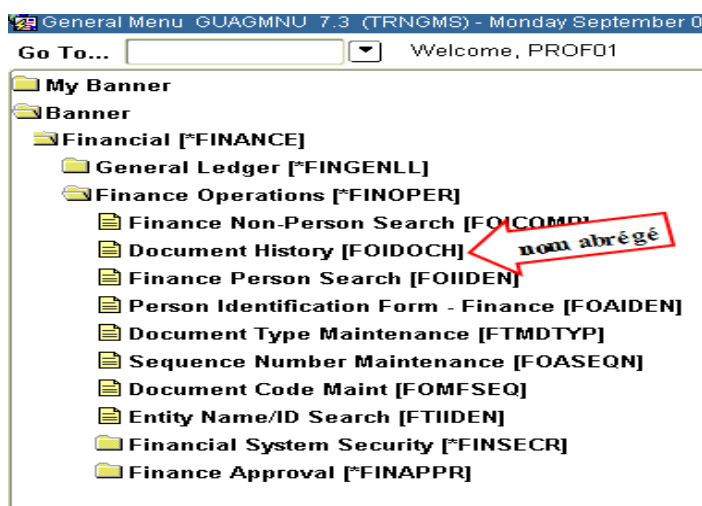 General Menu GUAGMNU 7.3 (TRNGMS) - Monday September 0
Go To... Welcome, PROF01
My Banner
Banner
Financial [*FINANCE]
General Ledger [*FINGENLL]
Finance Operations [*FINOPER]
Finance Non-Person Search [FOICOMP]
Document History [FOIDOCH]
nom abrégé
Finance Person Search [FOIIDEN]
Person Identification Form - Finance [FOAIDEN]
Document Type Maintenance [FTMDTYP]
Sequence Number Maintenance [FOASEQN]
Document Code Maint [FOMFSEQ]
Entity Name/ID Search [FTIIDEN]
Financial System Security [*FINSECR]
Finance Approval [*FINAPPR]